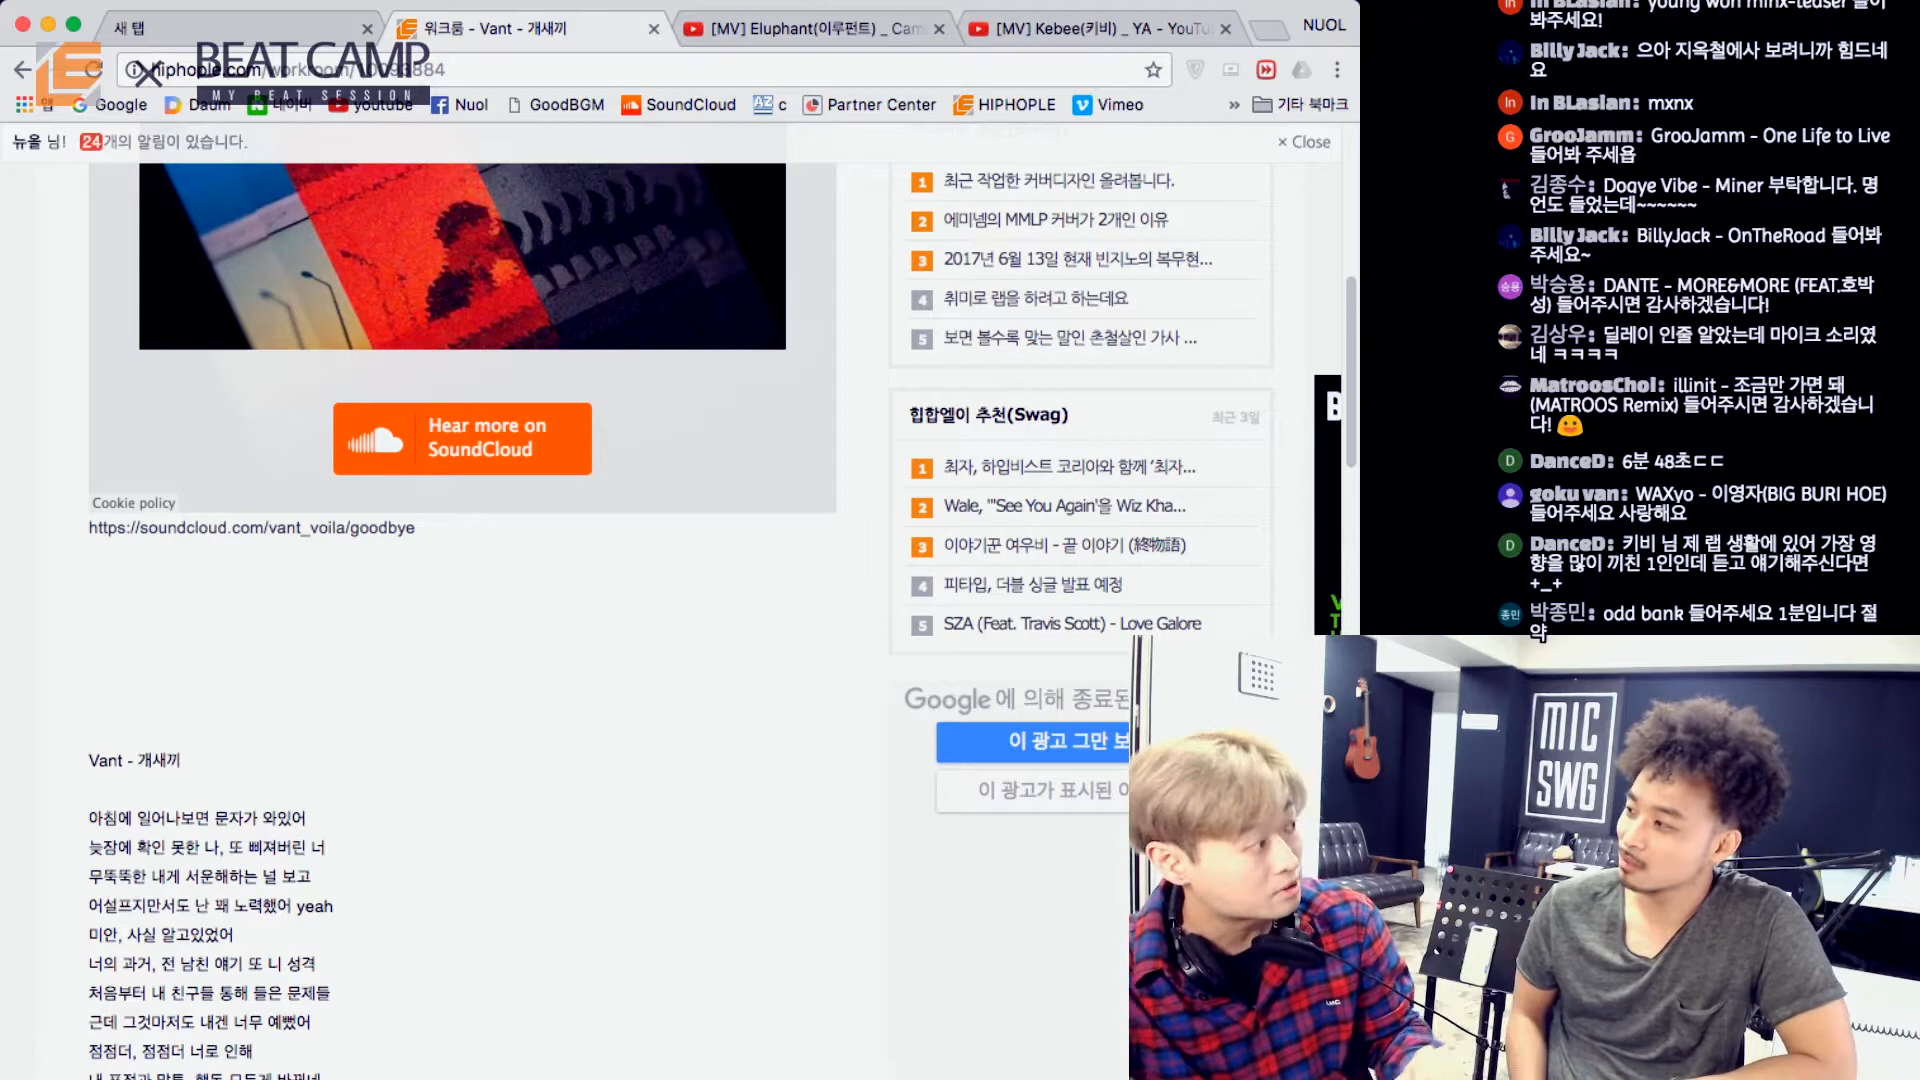 새 탭
워크룸 - Vant - 개새끼
[MV] Eluphant(이루펀트) _ Cam
[MV] Kebee(키비) _ YA - YouTu
NUOL
hiphople.com/workroom/10093884
BEAT CAMP
MY BEAT SESSION
앱
Google
Daum
네이버
youtube
Nuol
GoodBGM
SoundCloud
c
Partner Center
HIPHOPLE
Vimeo
»
기타 북마크
뉴올 님! 24개의 알림이 있습니다.
× Close
Hear more on
SoundCloud
Cookie policy
https://soundcloud.com/vant_voila/goodbye
Vant - 개새끼
아침에 일어나보면 문자가 와있어
늦잠에 확인 못한 나, 또 삐져버린 너
무뚝뚝한 내게 서운해하는 널 보고
어설프지만서도 난 꽤 노력했어 yeah
미안, 사실 알고있었어
너의 과거, 전 남친 얘기 또 니 성격
처음부터 내 친구들 통해 들은 문제들
근데 그것마저도 내겐 너무 예뻤어
점점더, 점점더 너로 인해
1 최근 작업한 커버디자인 올려봅니다.
2 에미넴의 MMLP 커버가 2개인 이유
3 2017년 6월 13일 현재 빈지노의 복무현...
4 취미로 랩을 하려고 하는데요
5 보면 볼수록 맞는 말인 촌철살인 가사 ...
힙합엘이 추천(Swag)
최근 3일
1 최자, 하입비스트 코리아와 함께 ‘최자...
2 Wale, '"See You Again'을 Wiz Kha...
3 이야기꾼 여우비 - 끝 이야기 (終物語)
4 피타입, 더블 싱글 발표 예정
5 SZA (Feat. Travis Scott) - Love Galore
Google에 의해 종료된
이 광고 그만 보
이 광고가 표시된 이
In BLasian: young won minx-teaser 들어
봐주세요!
Billy Jack: 으아 지옥철에서 보려니까 힘드네
요
In BLasian: mxnx
GrooJamm: GrooJamm - One Life to Live
들어봐 주세욥
김종수: Doqye Vibe - Miner 부탁합니다. 명
언도 들었는데~~~~~~
Billy Jack: BillyJack - OnTheRoad 들어봐
주세요~
박승용: DANTE - MORE&MORE (FEAT.호박
성) 들어주시면 감사하겠습니다!
김상우: 딜레이 인줄 알았는데 마이크 소리였
네 ㅋㅋㅋㅋ
MatroosChoI: illinit - 조금만 가면 돼
(MATROOS Remix) 들어주시면 감사하겠습니
다!
DanceD: 6분 48초ㄷㄷ
goku van: WAXyo - 이영자(BIG BURI HOE)
들어주세요 사랑해요
DanceD: 키비 님 제 랩 생활에 있어 가장 영
향을 많이 끼친 1인인데 듣고 얘기해주신다면
+_+
박종민: odd bank 들어주세요 1분입니다 절
약
MIC
SWG